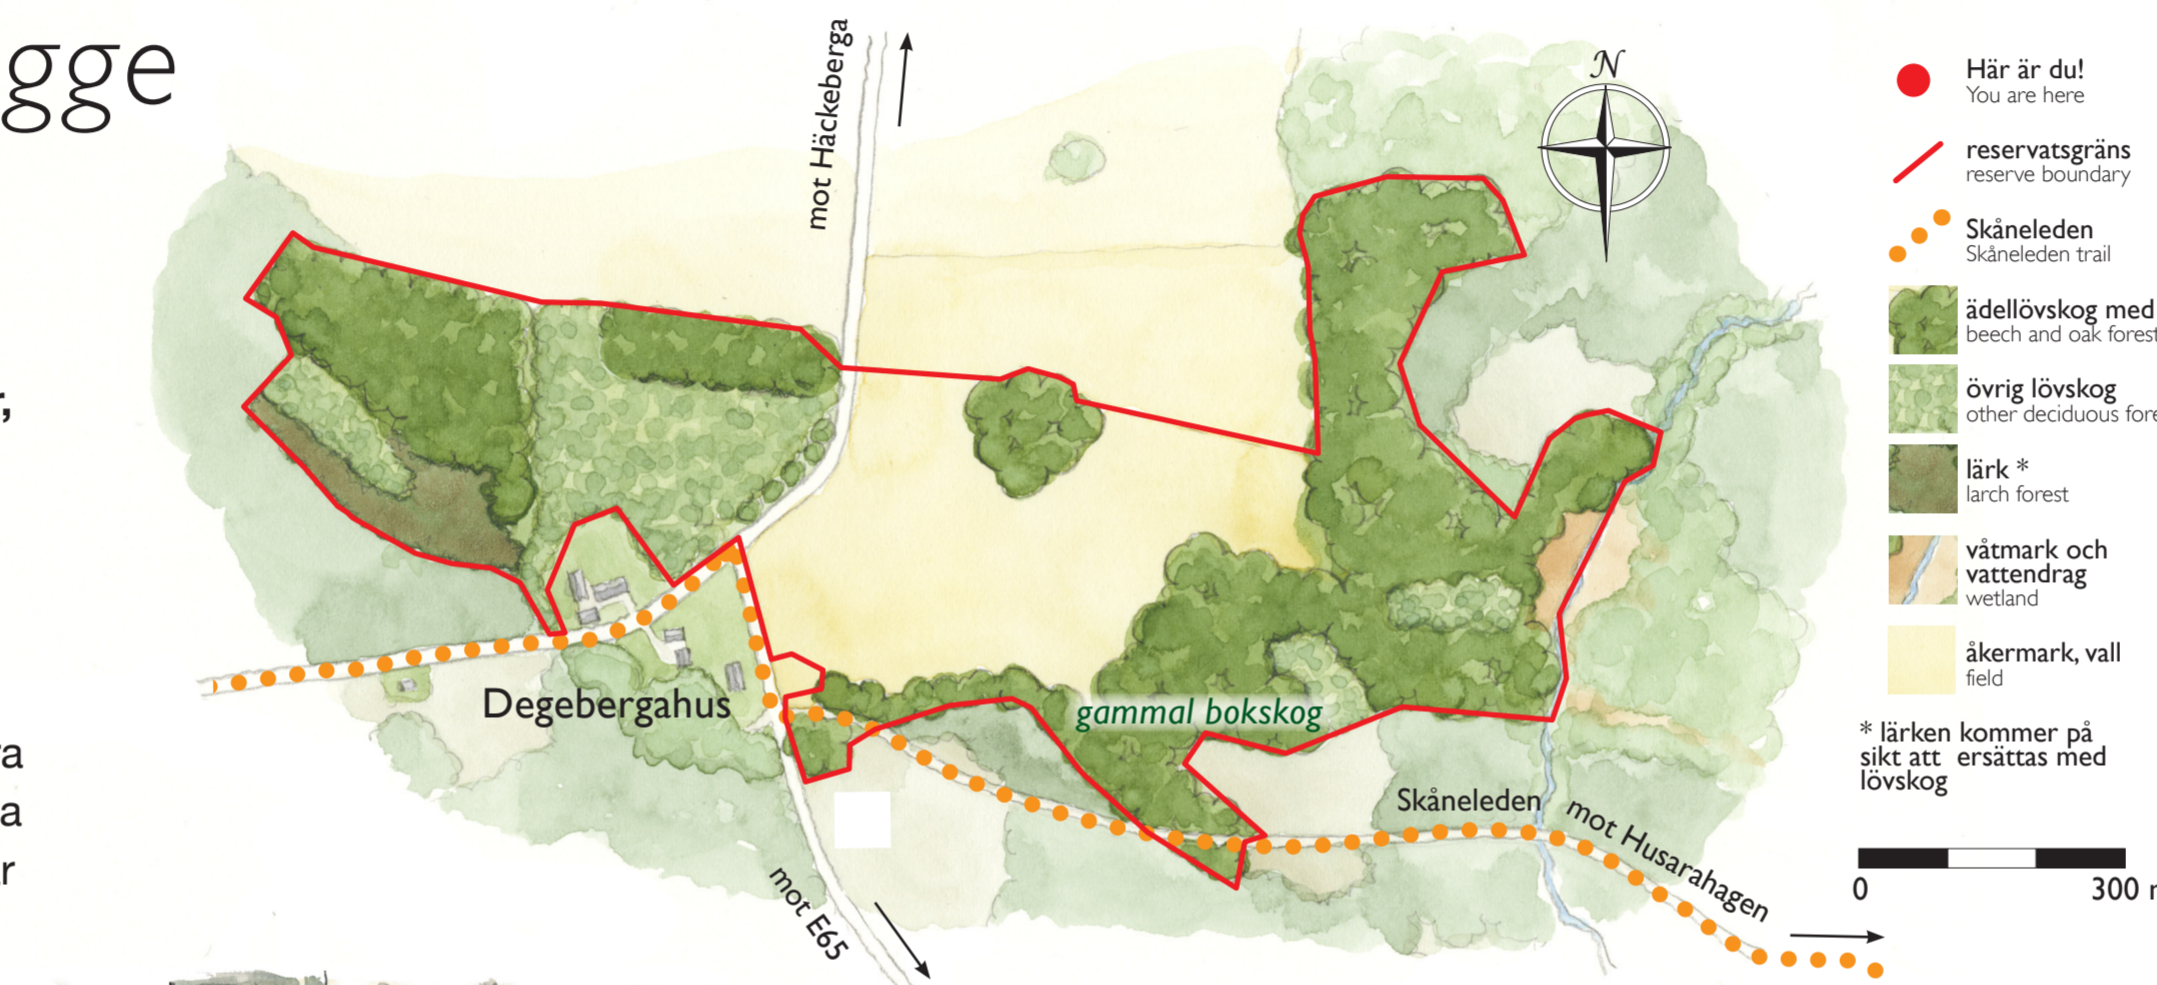 gge
r,
ra
a
r
mot Häckeberga
N
Degebergahus
gammal bokskog
Skåneleden
mot Husarahagen
mot E65
Här är du!
You are here
reservatsgräns
reserve boundary
Skåneleden
Skåneleden trail
ädellövskog med
beech and oak forest
övrig lövskog
other deciduous fore
lärk *
larch forest
våtmark och
vattendrag
wetland
åkermark, vall
field
* lärken kommer på
sikt att ersättas med
lövskog
0 300